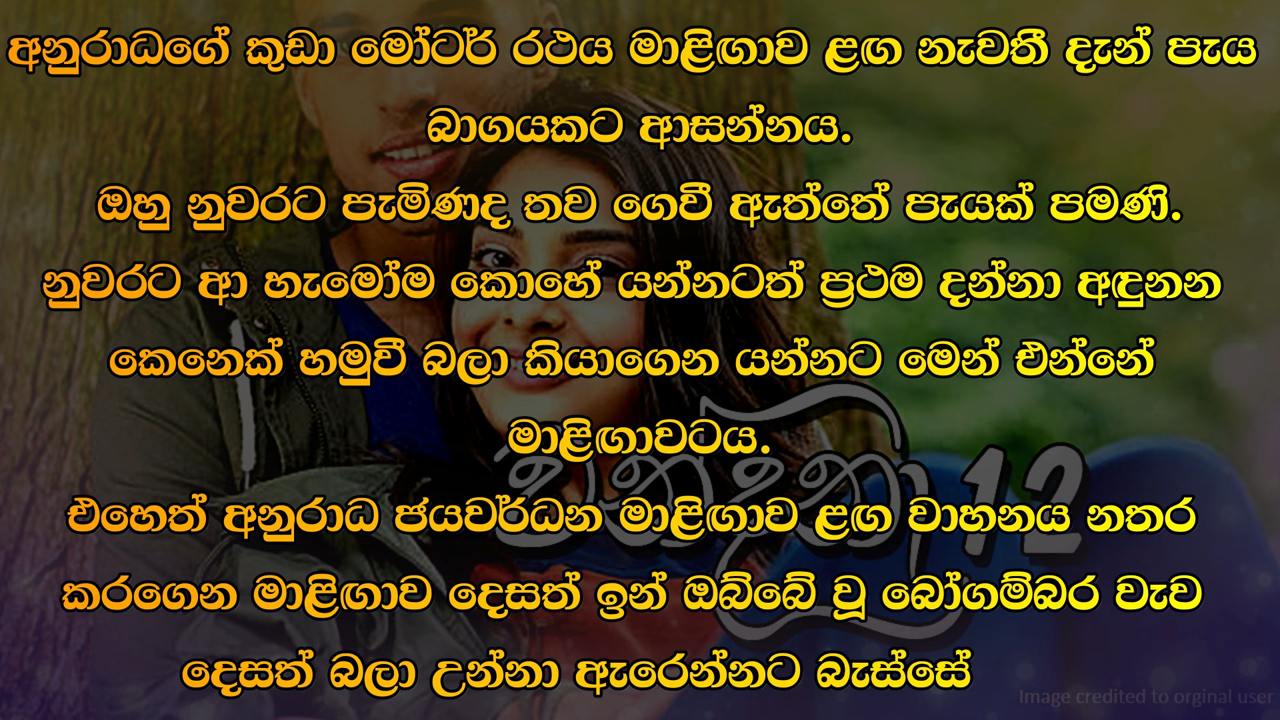 අනුරාධගේ කුඩා මෝටර් රථය මාළිඟාව ළඟ නැවතී දැන් පැය
බාගයකට ආසන්නය.
ඔහු නුවරට පැමිණද තව ගෙවී ඇත්තේ පැයක් පමණි.
නුවරට ආ හැමෝම කොහේ යන්නටත් ප්‍රථම දන්නා අඳුනන
කෙනෙක් හමුවී බලා කියාගෙන යන්නට මෙන් එන්නේ
මාළිඟාවටය.
එහෙත් අනුරාධ ජයවර්ධන මාළිඟාව ළඟ වාහනය නතර
කරගෙන මාළිඟාව දෙසත් ඉන් ඔබ්බේ වූ බෝගම්බර වැව
දෙසත් බලා උන්නා ඇරෙන්නට බැස්සේ
12
Image credited to orginal user